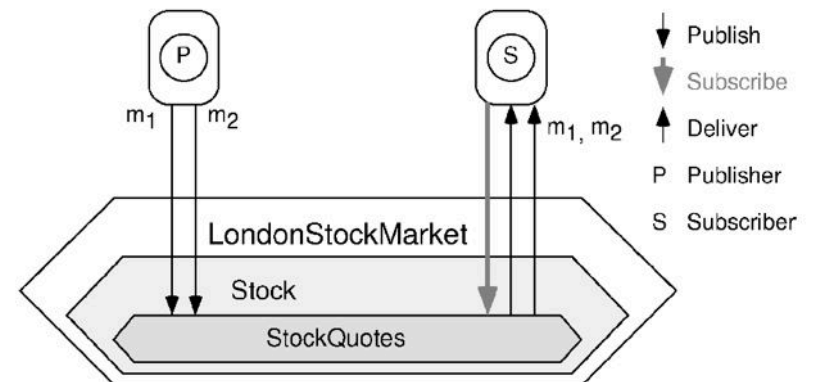 P
S
m1
m2
m1, m2
LondonStockMarket
Stock
StockQuotes
Publish
Subscribe
Deliver
P Publisher
S Subscriber